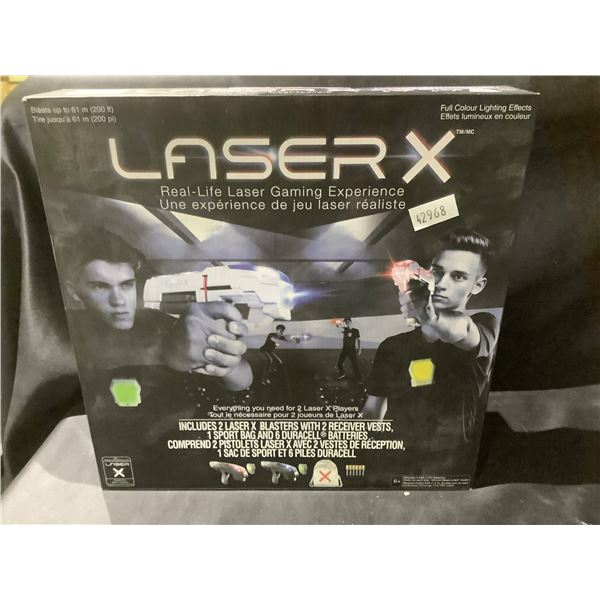 Blasts up to 61 m (200 ft)
Tire jusqu'à 61 m (200 pi)
Full Colour Lighting Effects
Effets lumineux en couleur
LASER X TM/MC
Real-Life Laser Gaming Experience
Une expérience de jeu laser réaliste
42968
Everything you need for 2 Laser X Players
Tout le nécessaire pour 2 joueurs de Laser X
INCLUDES 2 LASER X BLASTERS WITH 2 RECEIVER VESTS,
1 SPORT BAG AND 6 DURACELL® BATTERIES.
COMPREND 2 PISTOLETS LASER X AVEC 2 VESTES DE RÉCEPTION,
1 SAC DE SPORT ET 6 PILES DURACELL
LASER
X
X
6+